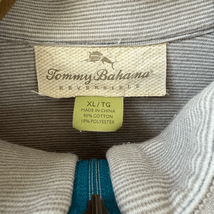 Tommy Bahama
REVERSIBLE
XL/TG
MADE IN CHINA
90% COTTON
10% POLYESTER